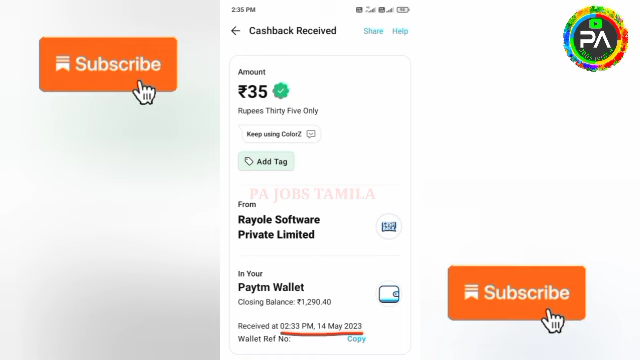 2:35 PM
Cashback Received
Share
Help
Subscribe
PA
Amount
₹35
Rupees Thirty Five Only
Keep using ColorZ
Add Tag
PA JOBS TAMILA
From
Rayole Software
Private Limited
In Your
Paytm Wallet
Closing Balance: ₹1,290.40
Subscribe
Received at 02:33 PM, 14 May 2023
Wallet Ref No:
Copy